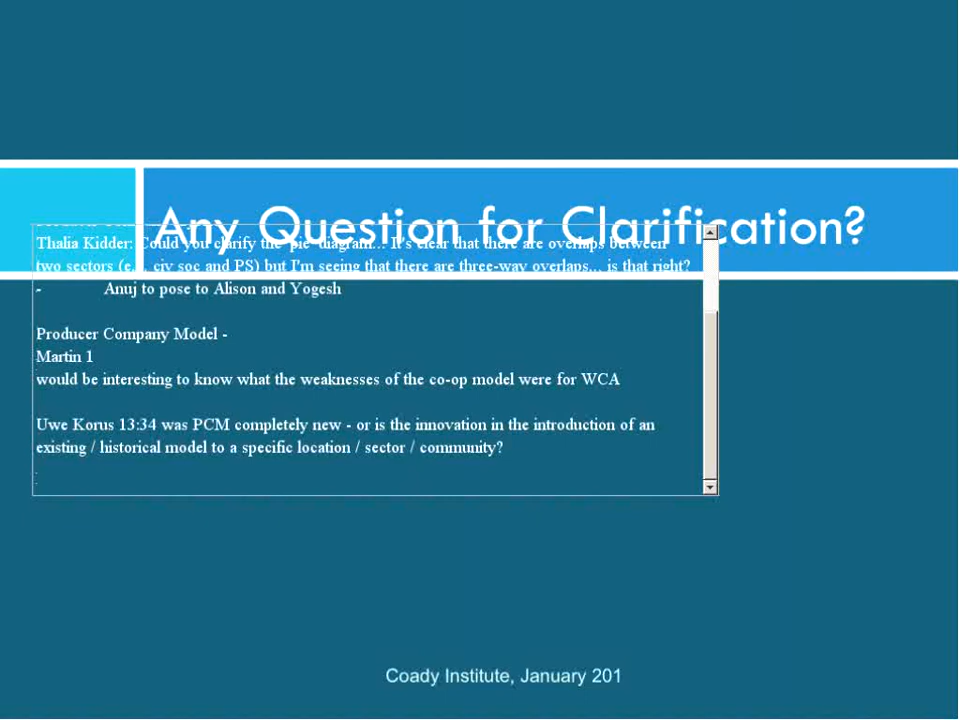 Any Question for Clarification?
Thalia Kidder: Could you clarify the 'pie' diagram... It's clear that there are overlaps between
two sectors (e... civ soc and PS) but I'm seeing that there are three-way overlaps... is that right?
- Anuj to pose to Alison and Yogesh
Producer Company Model -
Martin 1
would be interesting to know what the weaknesses of the co-op model were for WCA
Uwe Korus 13:34 was PCM completely new - or is the innovation in the introduction of an
existing / historical model to a specific location / sector / community?
Coady Institute, January 201